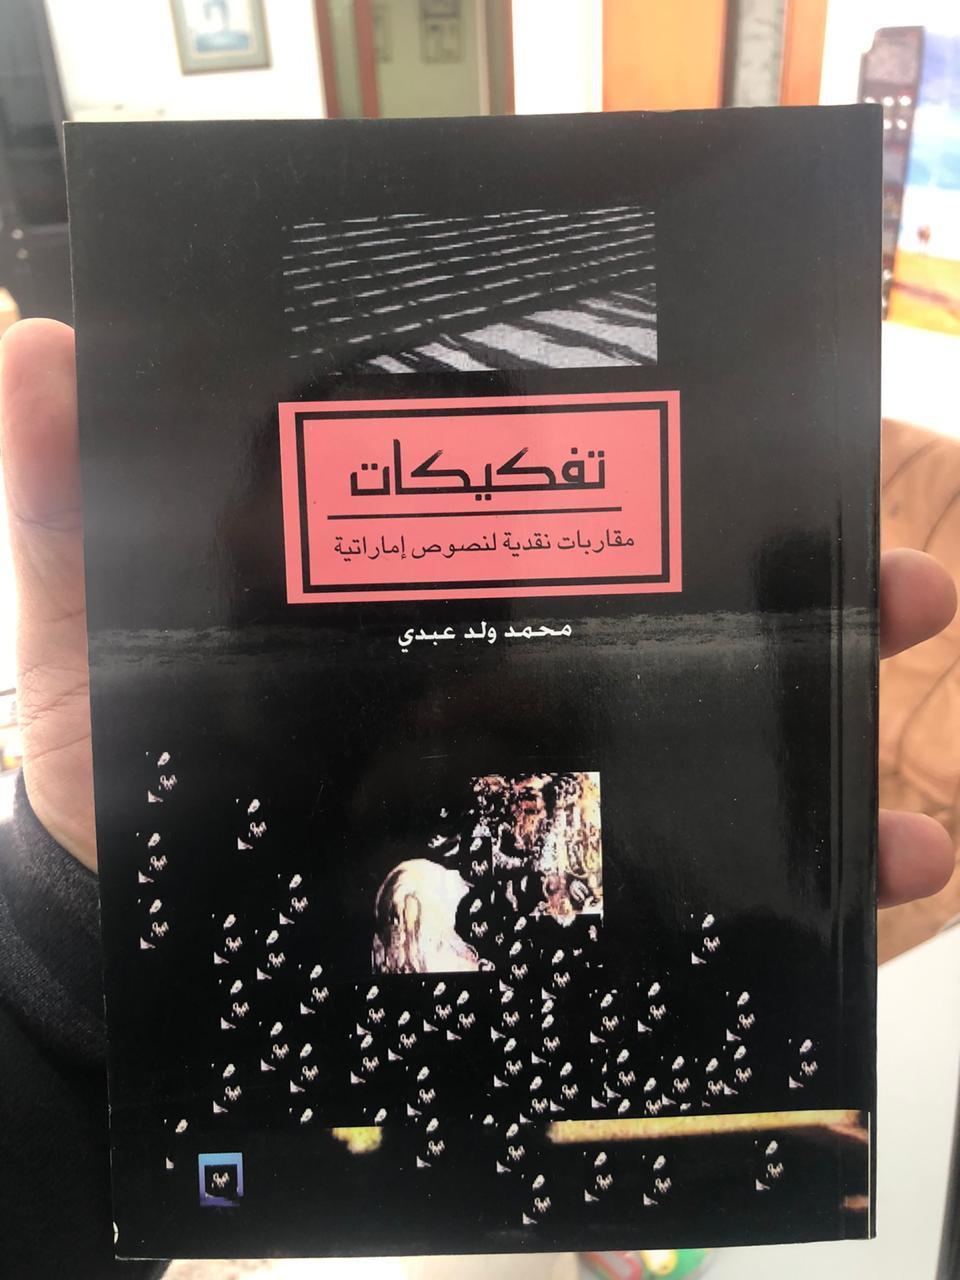 تفكيكات
مقاربات نقدية لنصوص إماراتية
محمد ولد عبدي